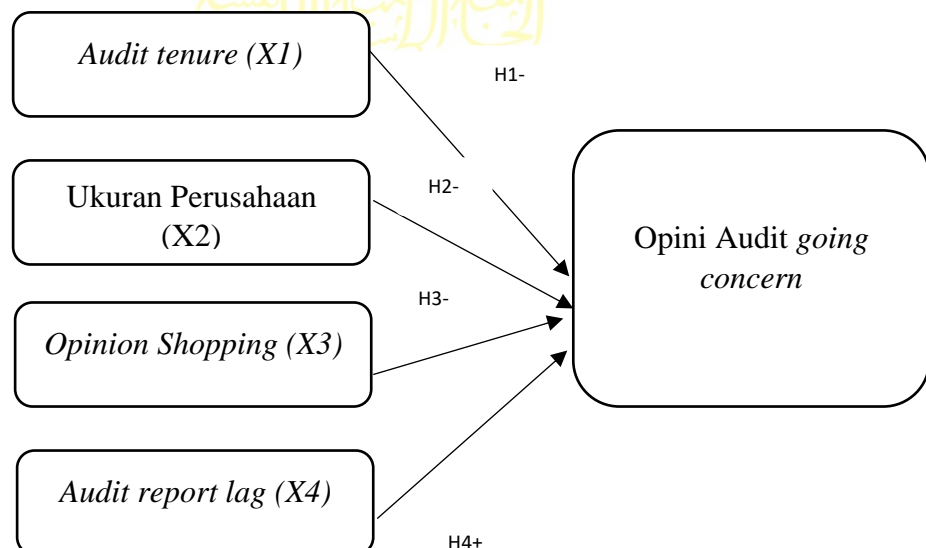 Audit tenure (X1)
H1-
Ukuran Perusahaan
(X2)
H2-
Opini Audit going
concern
Opinion Shopping (X3)
H3-
Audit report lag (X4)
H4+